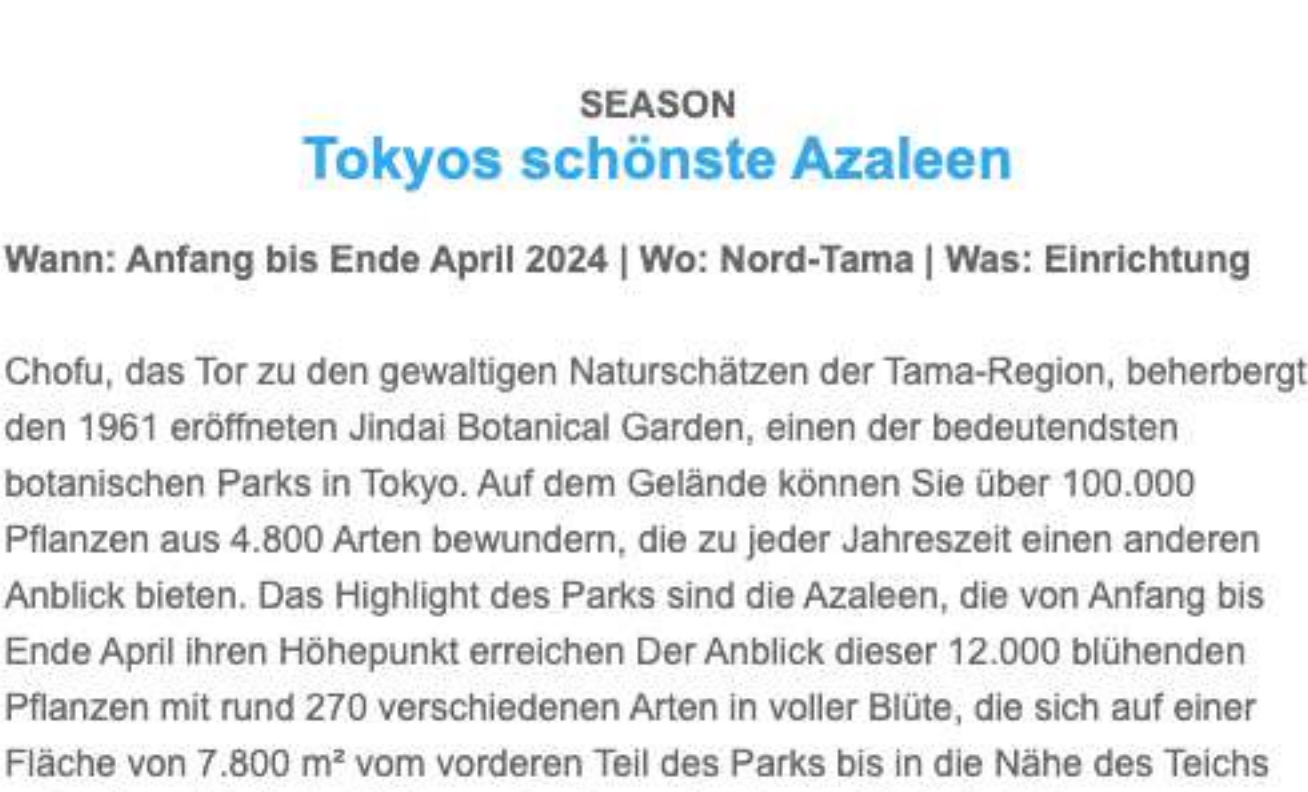 SEASON
Tokyos schönste Azaleen
Wann: Anfang bis Ende April 2024 | Wo: Nord-Tama | Was: Einrichtung
Chofu, das Tor zu den gewaltigen Naturschätzen der Tama-Region, beherbergt
den 1961 eröffneten Jindai Botanical Garden, einen der bedeutendsten
botanischen Parks in Tokyo. Auf dem Gelände können Sie über 100.000
Pflanzen aus 4.800 Arten bewundern, die zu jeder Jahreszeit einen anderen
Anblick bieten. Das Highlight des Parks sind die Azaleen, die von Anfang bis
Ende April ihren Höhepunkt erreichen Der Anblick dieser 12.000 blühenden
Pflanzen mit rund 270 verschiedenen Arten in voller Blüte, die sich auf einer
Fläche von 7.800 m² vom vorderen Teil des Parks bis in die Nähe des Teichs